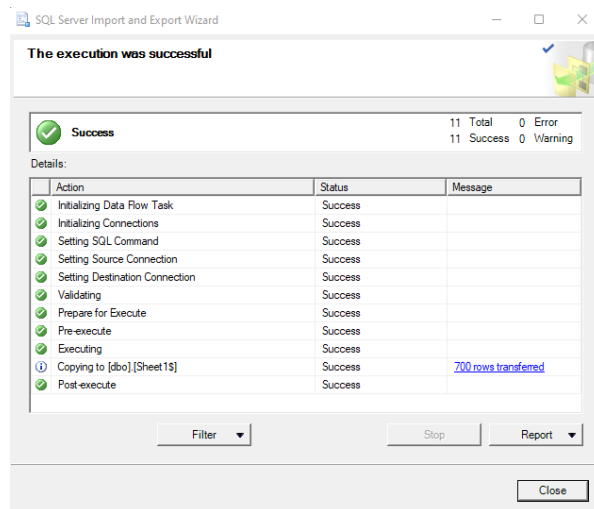 SQL Server Import and Export Wizard
The execution was successful
Success
11 Total 0 Error
11 Success 0 Warning
Details:
Action Status Message
Initializing Data Flow Task Success
Initializing Connections Success
Setting SQL Command Success
Setting Source Connection Success
Setting Destination Connection Success
Validating Success
Prepare for Execute Success
Pre-execute Success
Executing Success
Copying to [dbo].[Sheet1$] Success 700 rows transferred
Post-execute Success
Filter Stop Report
Close